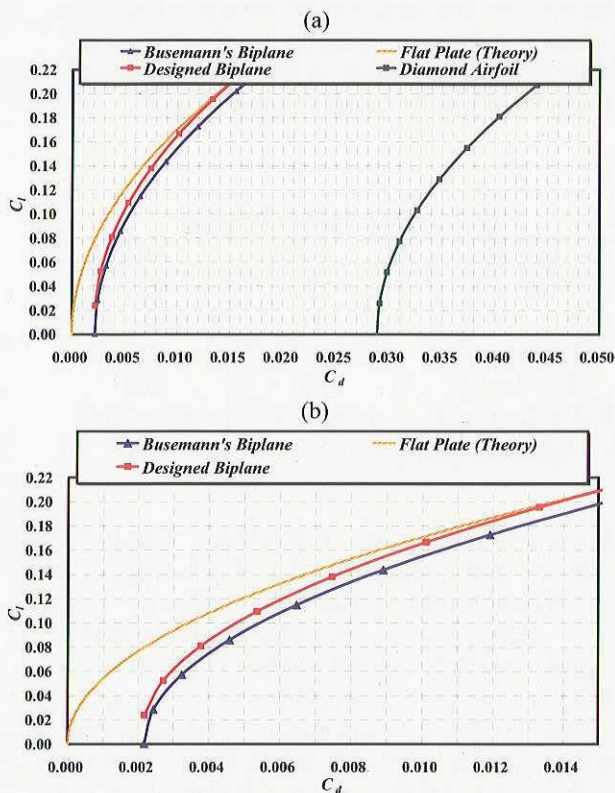 (a)
Busemann's Biplane Flat Plate (Theory)
Designed Biplane Diamond Airfoil
0.22
0.20
0.18
0.16
0.14
0.12
0.10
0.08
0.06
0.04
0.02
0.00
C_l
0.000 0.005 0.010 0.015 0.020 0.025 0.030 0.035 0.040 0.045 0.050
C_d
(b)
Busemann's Biplane Flat Plate (Theory)
Designed Biplane
0.22
0.20
0.18
0.16
0.14
0.12
0.10
0.08
0.06
0.04
0.02
0.00
C_l
0.000 0.002 0.004 0.006 0.008 0.010 0.012 0.014
C_d